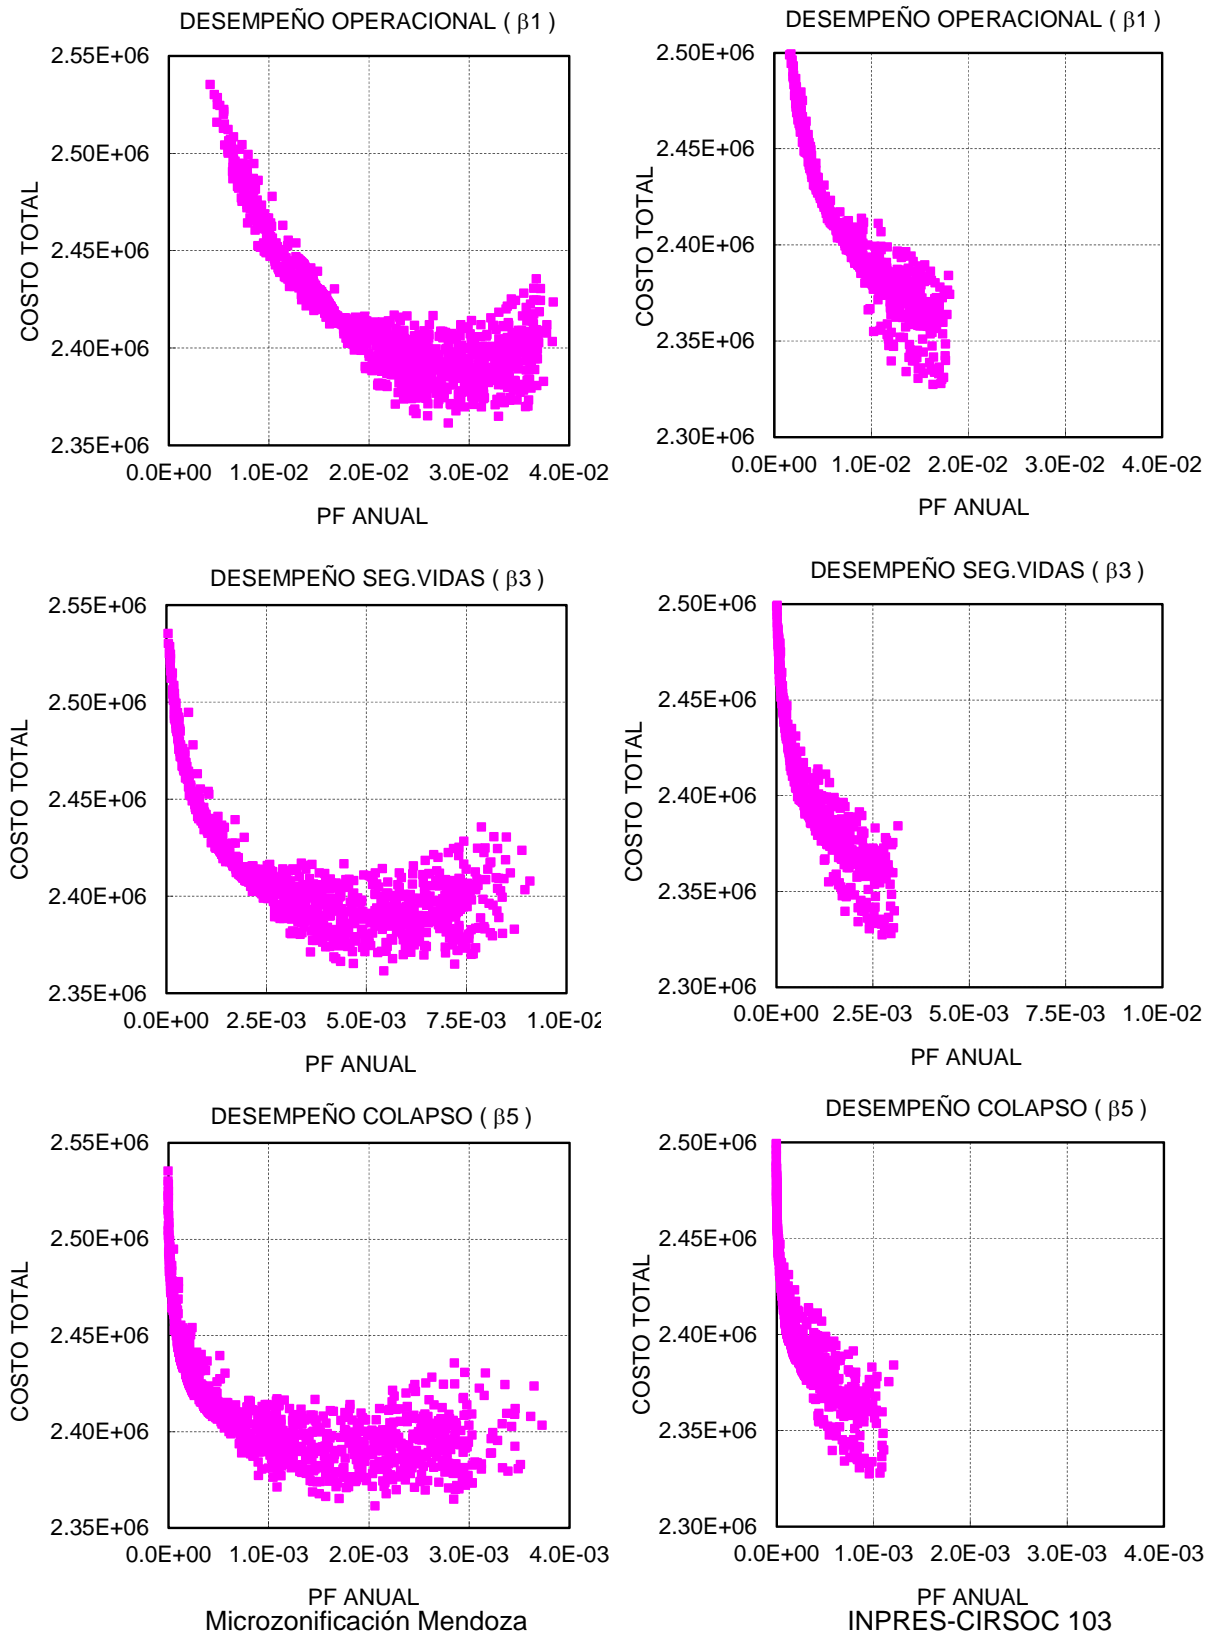 DESEMPEÑO OPERACIONAL ( β1 )
2.55E+06
2.50E+06
2.45E+06
2.40E+06
2.35E+06
COSTO TOTAL
0.0E+00 1.0E-02 2.0E-02 3.0E-02 4.0E-02
PF ANUAL
DESEMPEÑO OPERACIONAL ( β1 )
2.50E+06
2.45E+06
2.40E+06
2.35E+06
2.30E+06
COSTO TOTAL
0.0E+00 1.0E-02 2.0E-02 3.0E-02 4.0E-02
PF ANUAL
DESEMPEÑO SEG.VIDAS ( β3 )
2.55E+06
2.50E+06
2.45E+06
2.40E+06
2.35E+06
COSTO TOTAL
0.0E+00 2.5E-03 5.0E-03 7.5E-03 1.0E-02
PF ANUAL
DESEMPEÑO SEG.VIDAS ( β3 )
2.50E+06
2.45E+06
2.40E+06
2.35E+06
2.30E+06
COSTO TOTAL
0.0E+00 2.5E-03 5.0E-03 7.5E-03 1.0E-02
PF ANUAL
DESEMPEÑO COLAPSO ( β5 )
2.55E+06
2.50E+06
2.45E+06
2.40E+06
2.35E+06
COSTO TOTAL
0.0E+00 1.0E-03 2.0E-03 3.0E-03 4.0E-03
PF ANUAL
Microzonificación Mendoza
DESEMPEÑO COLAPSO ( β5 )
2.50E+06
2.45E+06
2.40E+06
2.35E+06
2.30E+06
COSTO TOTAL
0.0E+00 1.0E-03 2.0E-03 3.0E-03 4.0E-03
PF ANUAL
INPRES-CIRSOC 103